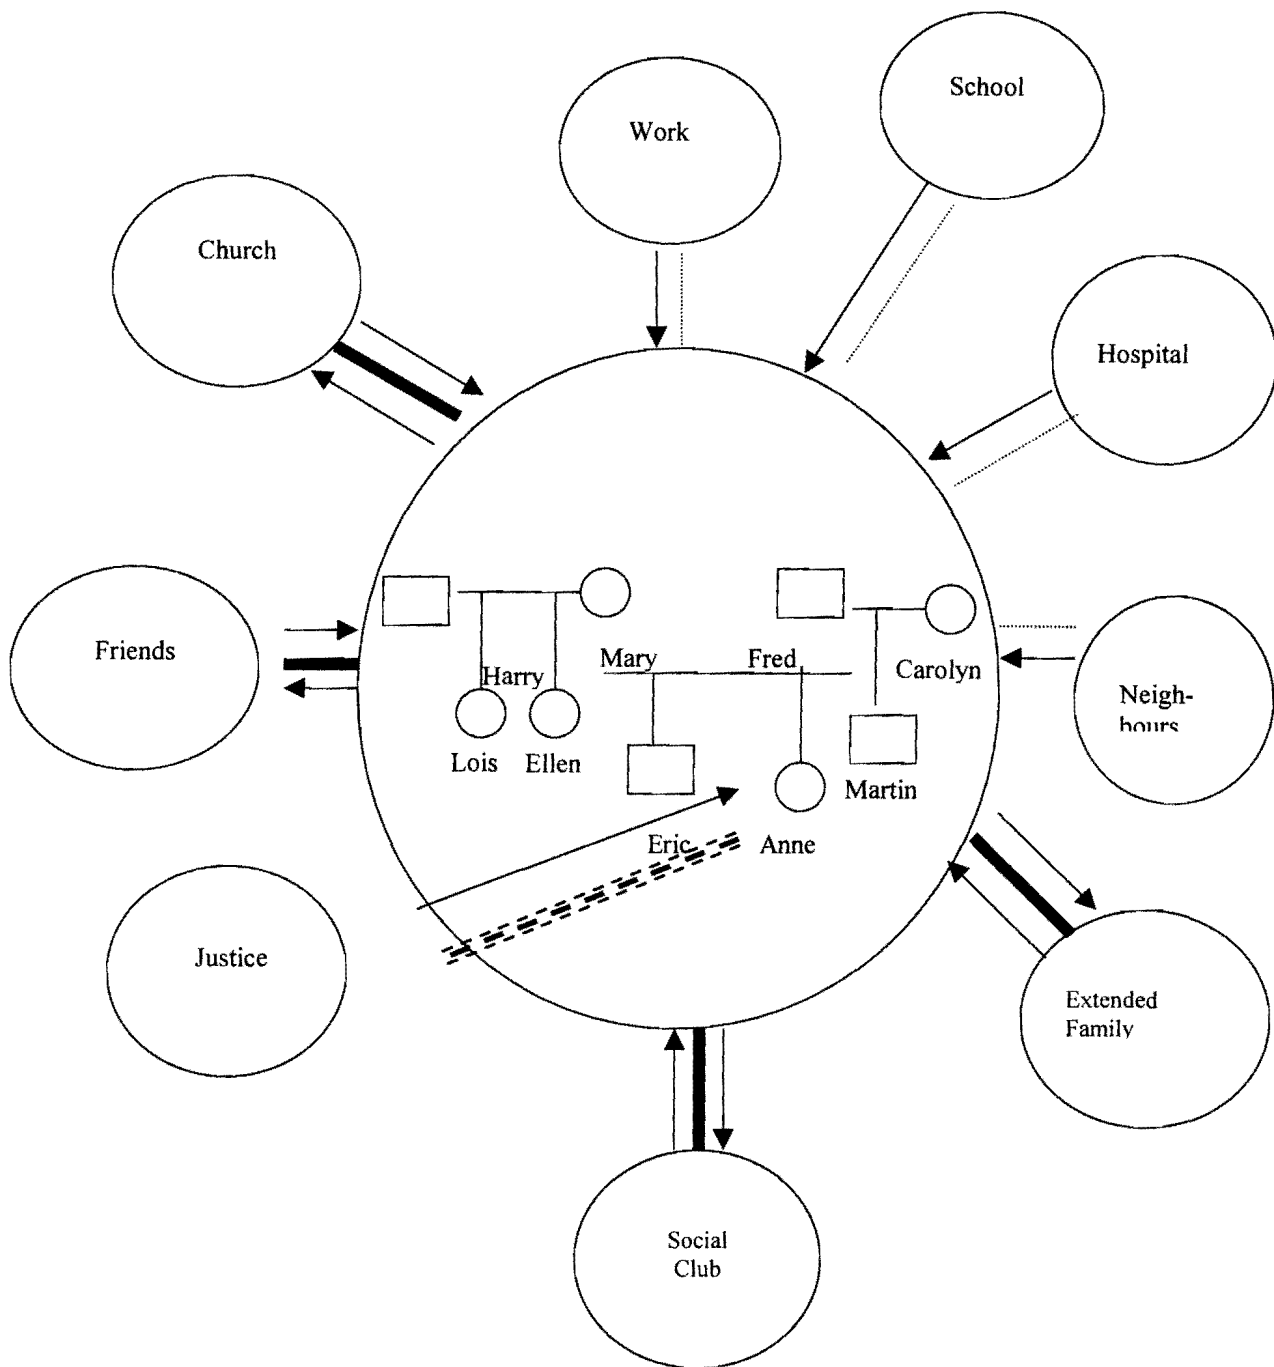 School
Work
Church
Hospital
Friends
Mary
Fred
Carolyn
Harry
Neigh-
bours
Lois
Ellen
Martin
Eric
Anne
Justice
Extended
Family
Social
Club